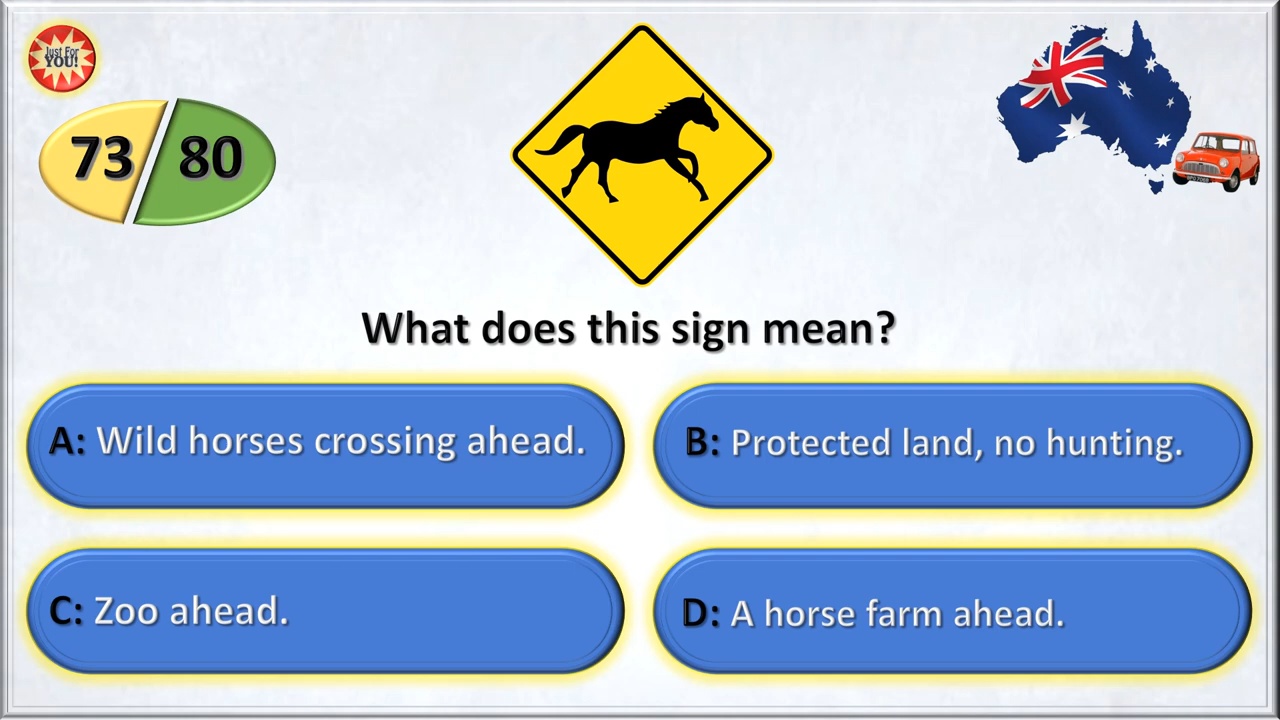 Just For
YOU!
73 80
What does this sign mean?
A: Wild horses crossing ahead.
B: Protected land, no hunting.
C: Zoo ahead.
D: A horse farm ahead.